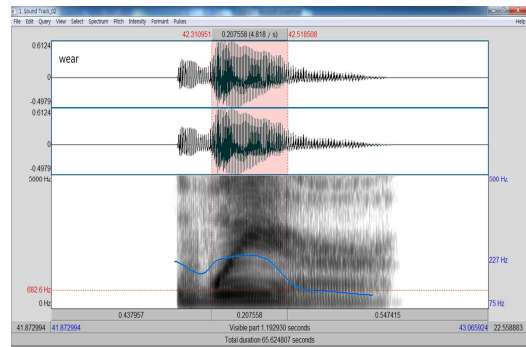 1. Sound Track_02
File Edit Query View Select Spectrum Pitch Intensity Formant Pulses Help
42.310951 0.207558 (4.818 / s) 42.518508
0.6124
wear
0
-0.4979
0.6124
0
-0.4979
5000 Hz 500 Hz
227 Hz
682.6 Hz
0 Hz 75 Hz
0.437957 0.207558 0.547415
41.872994 41.872994 Visible part 1.192930 seconds 43.065924 22.558883
Total duration 65.624807 seconds